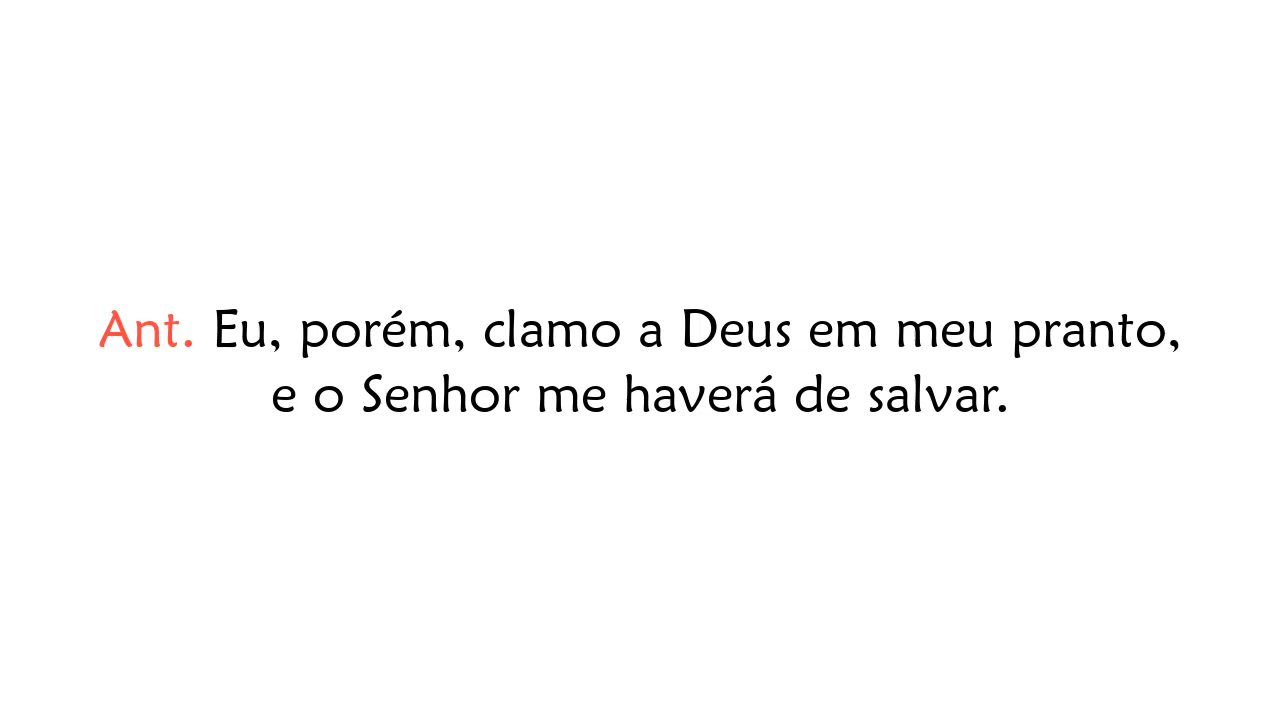 Ant. Eu, porém, clamo a Deus em meu pranto,
e o Senhor me haverá de salvar.